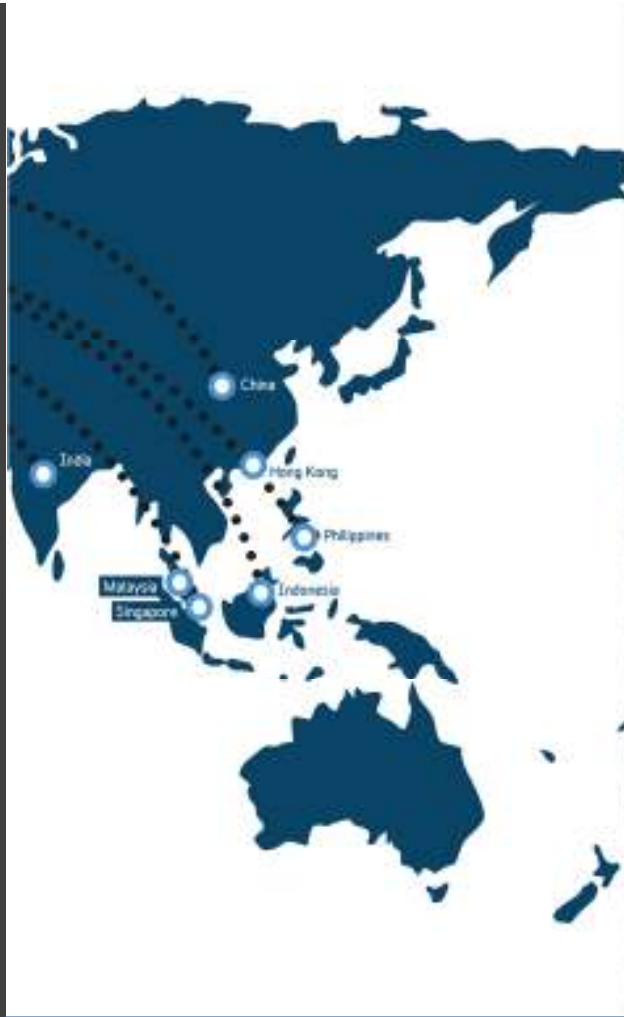 China
India
Hong Kong
Philippines
Malaysia
Indonesia
Singapore